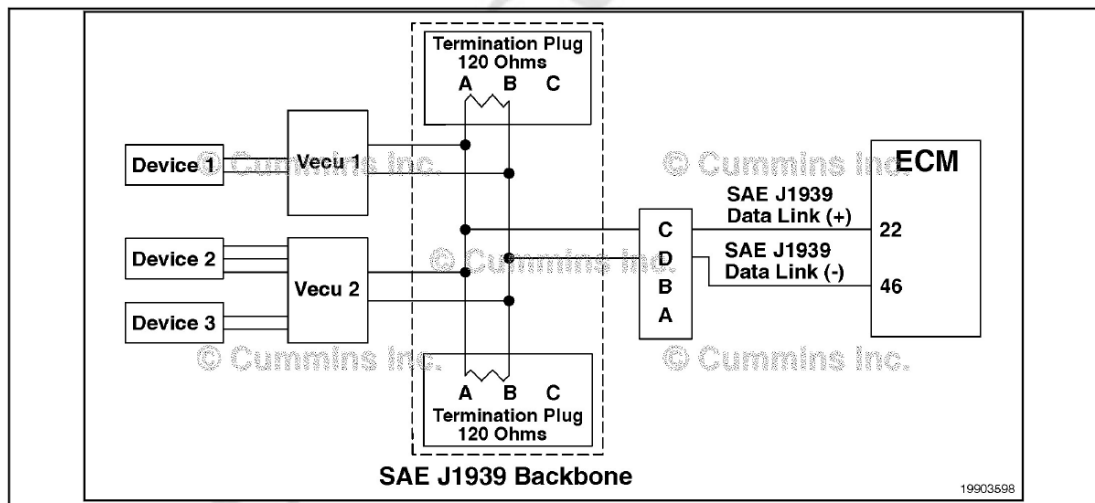 Termination Plug
120 Ohms
A B C
Device 1
Vecu 1
© Cummins Inc.
© Cummins Inc.
ECM
SAE J1939
Data Link (+)
C
22
Device 2
SAE J1939
Data Link (-)
© Cummins Inc.
D
Vecu 2
B
46
Device 3
A
© Cummins Inc.
© Cummins Inc.
A B C
Termination Plug
120 Ohms
SAE J1939 Backbone
19903598